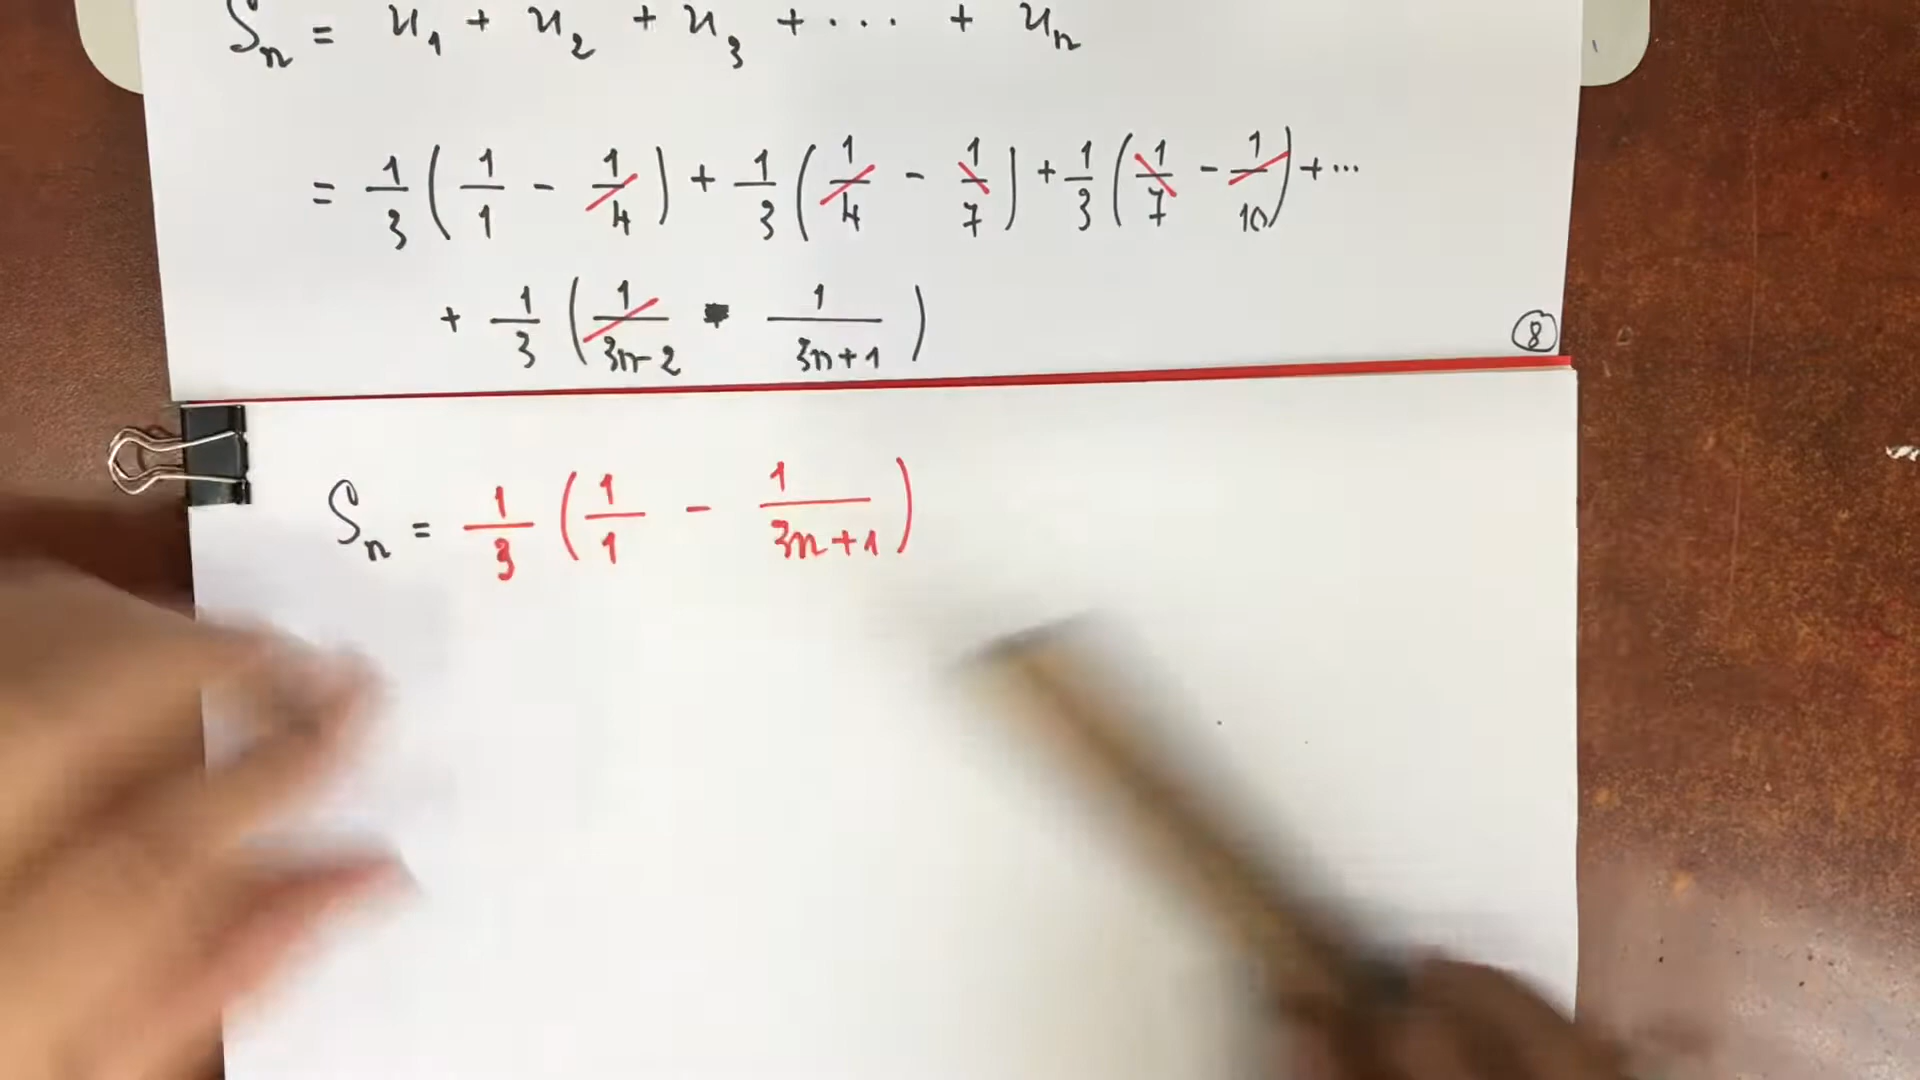 Sₙ = u₁ + u₂ + u₃ + ··· + uₙ
= 1/3 (1/1 - 1/4) + 1/3 (1/4 - 1/7) + 1/3 (1/7 - 1/10) + ···
+ 1/3 (1/(3n-2) - 1/(3n+1))
8
Sₙ = 1/3 (1/1 - 1/(3n+1))